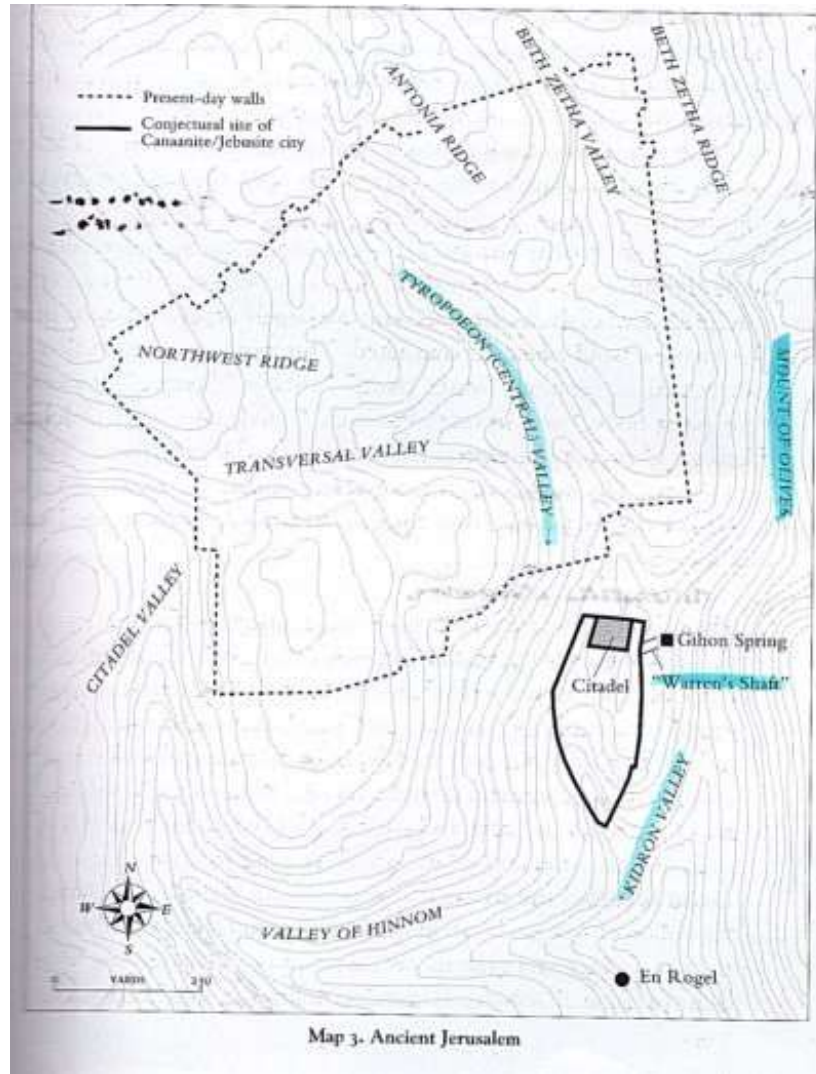 Present-day walls
Conjectural site of
Canaanite/Jebusite city
ANTONIA RIDGE
BETH ZETHA VALLEY
BETH ZETHA RIDGE
TYROPOEON (CENTRAL) VALLEY
NORTHWEST RIDGE
MOUNT OF OLIVES
TRANSVERSAL VALLEY
CITADEL VALLEY
Gihon Spring
Citadel
"Warren's Shaft"
KIDRON VALLEY
N
W
E
S
VALLEY OF HINNOM
0 YARDS
En Rogel
Map 3. Ancient Jerusalem